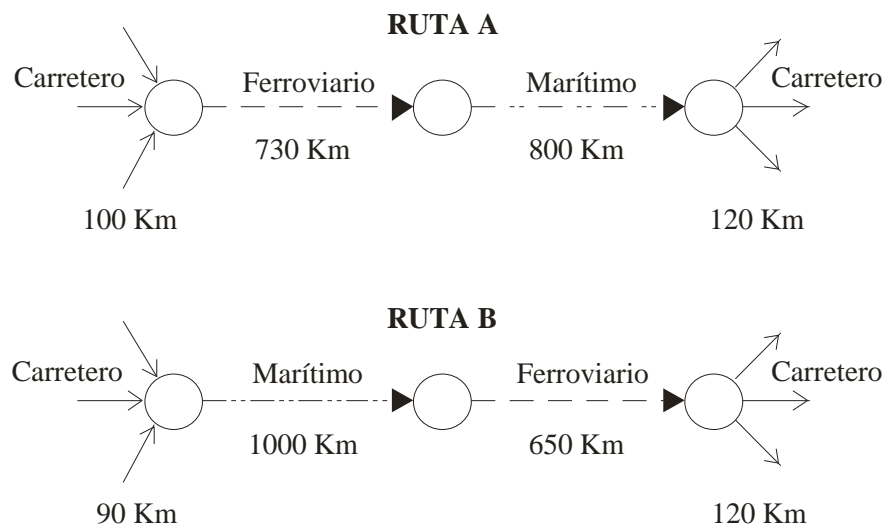 RUTA A
Carretero
Ferroviario
Marítimo
Carretero
730 Km
800 Km
100 Km
120 Km
RUTA B
Carretero
Marítimo
Ferroviario
Carretero
1000 Km
650 Km
90 Km
120 Km